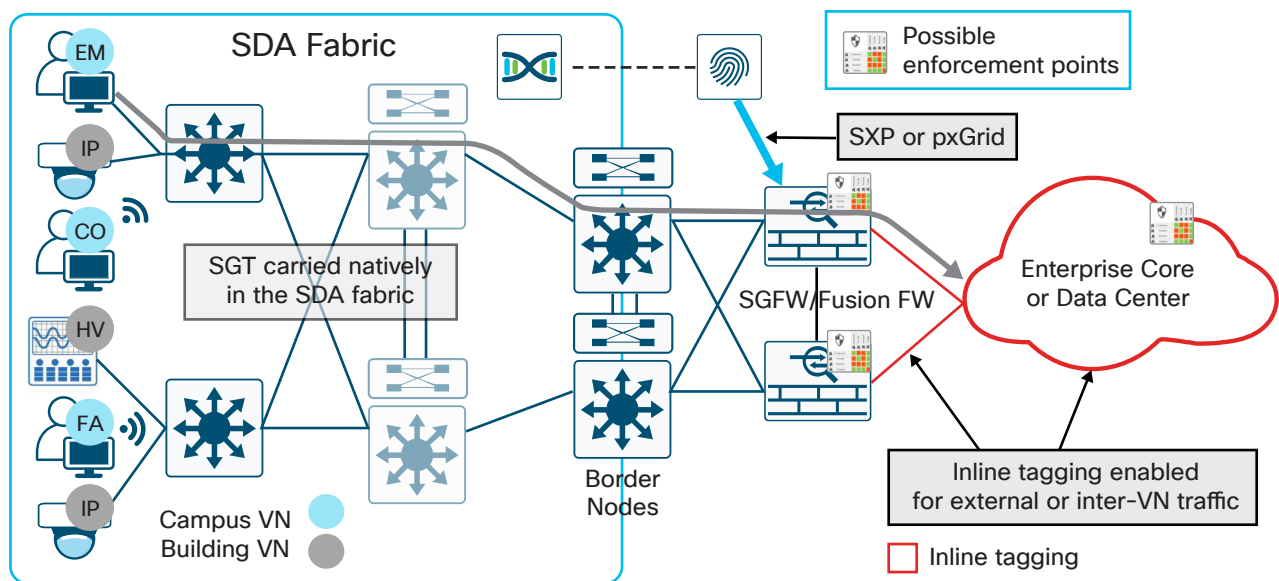 SDA Fabric
Possible
enforcement points
EM
IP
SXP or pxGrid
CO
SGT carried natively
in the SDA fabric
Enterprise Core
or Data Center
SGFW/Fusion FW
HV
FA
IP
Border
Nodes
Campus VN
Building VN
Inline tagging enabled
for external or inter-VN traffic
Inline tagging